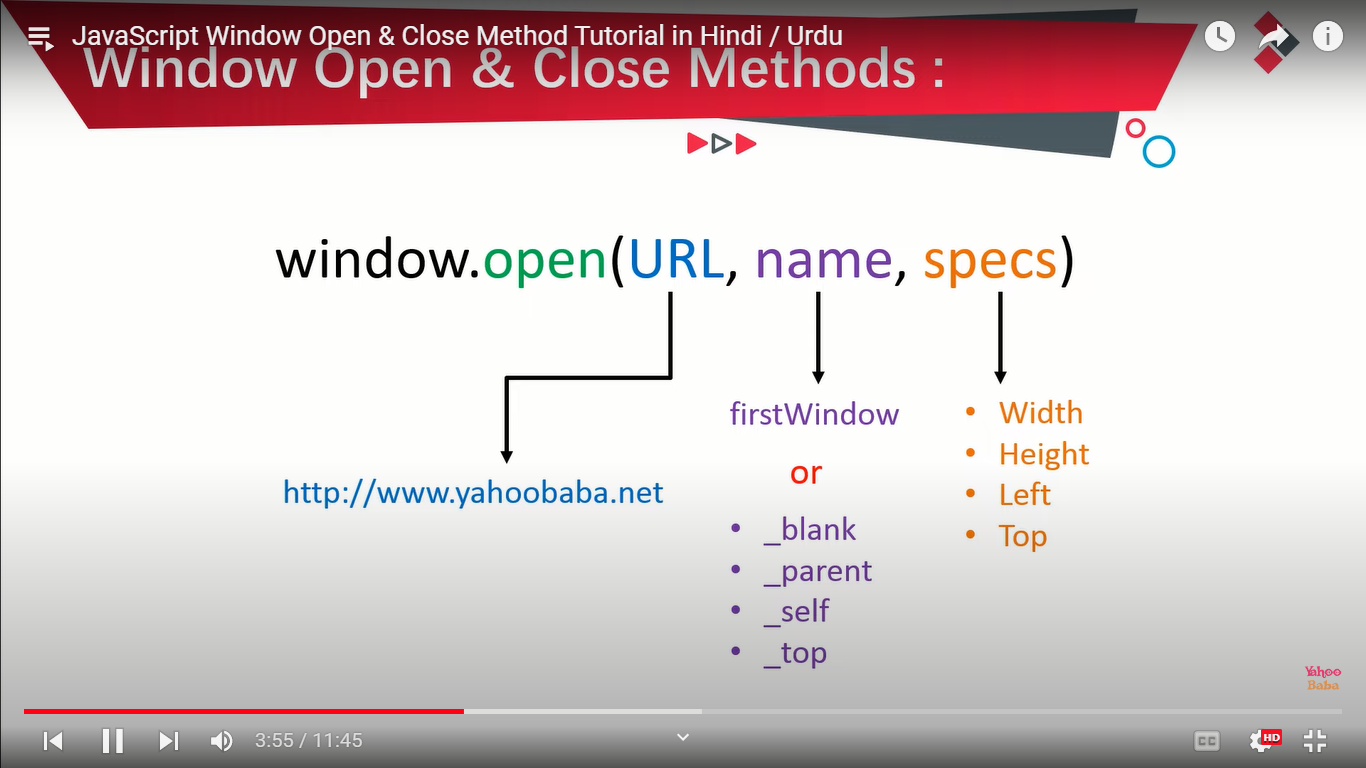 JavaScript Window Open & Close Method Tutorial in Hindi / Urdu
Window Open & Close Methods :
window.open(URL, name, specs)
http://www.yahoobaba.net
firstWindow
or
• _blank
• _parent
• _self
• _top
• Width
• Height
• Left
• Top
Yahoo
Baba
3:55 / 11:45
CC
HD